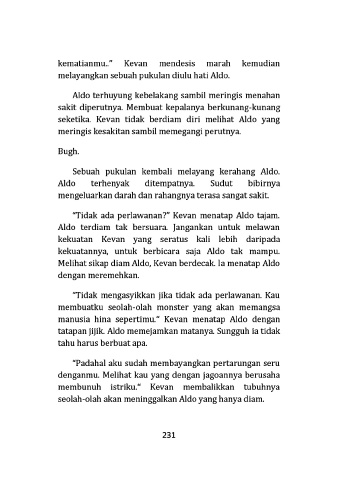 kematianmu.." Kevan mendesis marah kemudian
melayangkan sebuah pukulan diulu hati Aldo.
Aldo terhuyung kebelakang sambil meringis menahan
sakit diperutnya. Membuat kepalanya berkunang-kunang
seketika. Kevan tidak berdiam diri melihat Aldo yang
meringis kesakitan sambil memegangi perutnya.
Bugh.
Sebuah pukulan kembali melayang kerahang Aldo.
Aldo terhenyak ditempatnya. Sudut bibirnya
mengeluarkan darah dan rahangnya terasa sangat sakit.
"Tidak ada perlawanan?" Kevan menatap Aldo tajam.
Aldo terdiam tak bersuara. Jangankan untuk melawan
kekuatan Kevan yang seratus kali lebih daripada
kekuatannya, untuk berbicara saja Aldo tak mampu.
Melihat sikap diam Aldo, Kevan berdecak. Ia menatap Aldo
dengan meremehkan.
"Tidak mengasyikkan jika tidak ada perlawanan. Kau
membuatku seolah-olah monster yang akan memangsa
manusia hina sepertimu." Kevan menatap Aldo dengan
tatapan jijik. Aldo memejamkan matanya. Sungguh ia tidak
tahu harus berbuat apa.
"Padahal aku sudah membayangkan pertarungan seru
denganmu. Melihat kau yang dengan jagoannya berusaha
membunuh istriku." Kevan membalikkan tubuhnya
seolah-olah akan meninggalkan Aldo yang hanya diam.
231